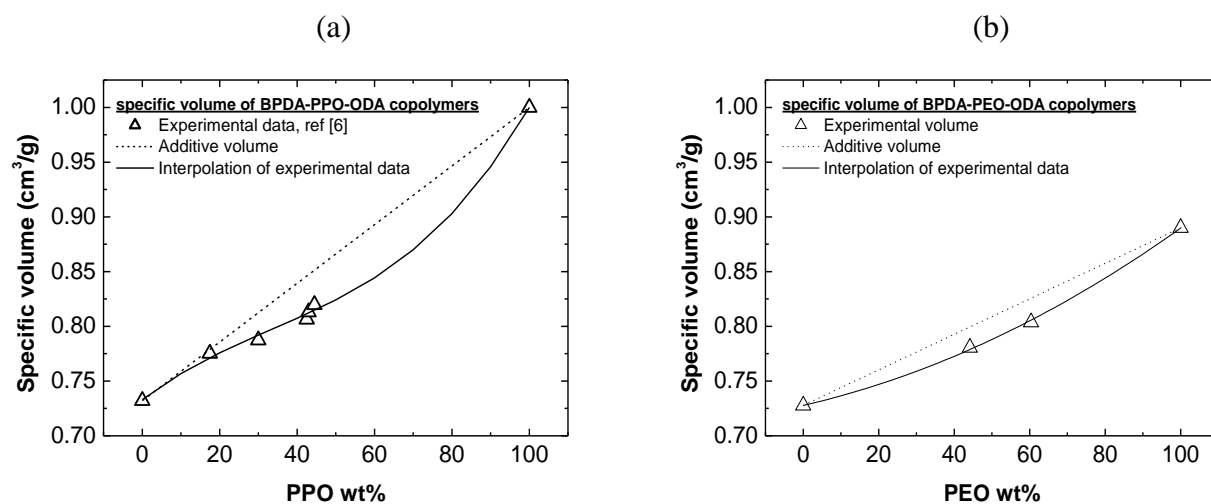 (a)
specific volume of BPDA-PPO-ODA copolymers
Experimental data, ref [6]
Additive volume
Interpolation of experimental data
Specific volume (cm³/g)
1.00
0.95
0.90
0.85
0.80
0.75
0.70
0 20 40 60 80 100
PPO wt%
(b)
specific volume of BPDA-PEO-ODA copolymers
Experimental volume
Additive volume
Interpolation of experimental data
Specific volume (cm³/g)
1.00
0.95
0.90
0.85
0.80
0.75
0.70
0 20 40 60 80 100
PEO wt%